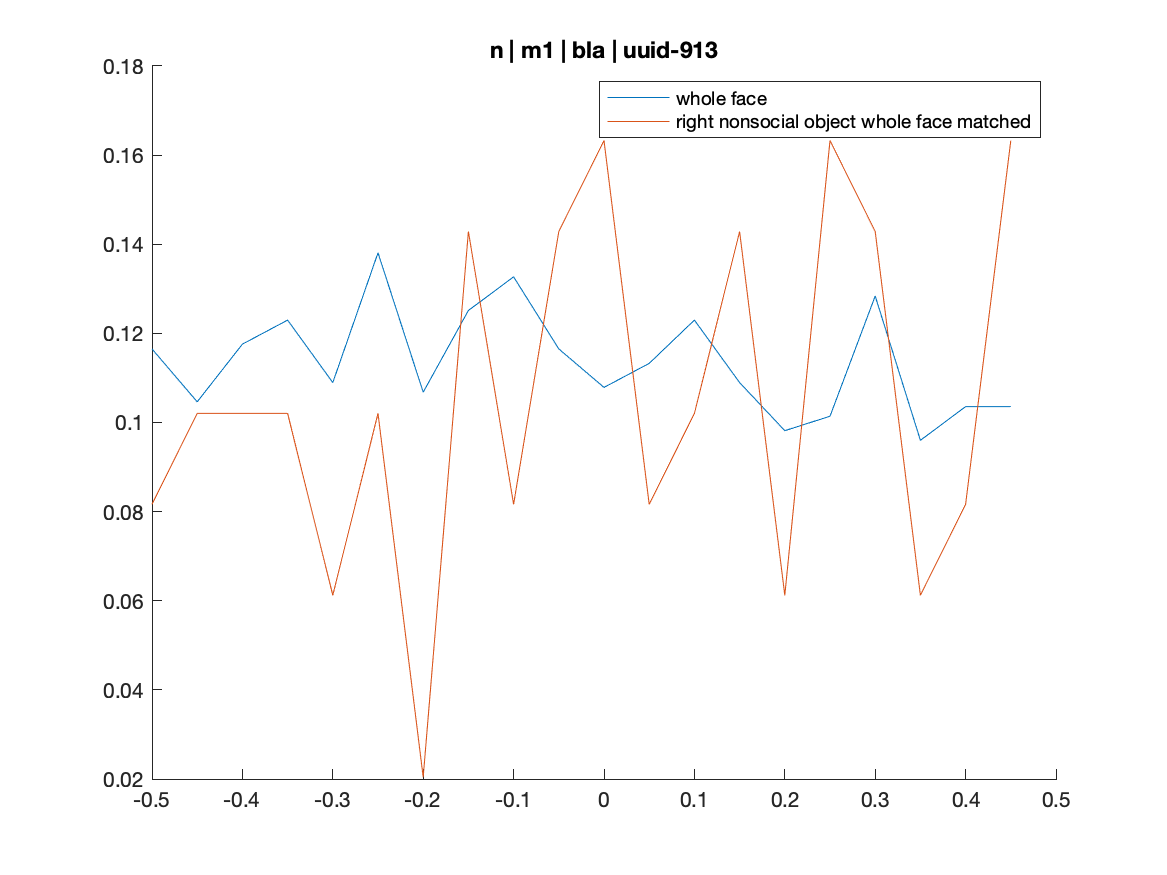 n | m1 | bla | uuid-913
0.18
whole face
right nonsocial object whole face matched
0.16
0.14
0.12
0.1
0.08
0.06
0.04
0.02
-0.5 -0.4 -0.3 -0.2 -0.1 0 0.1 0.2 0.3 0.4 0.5